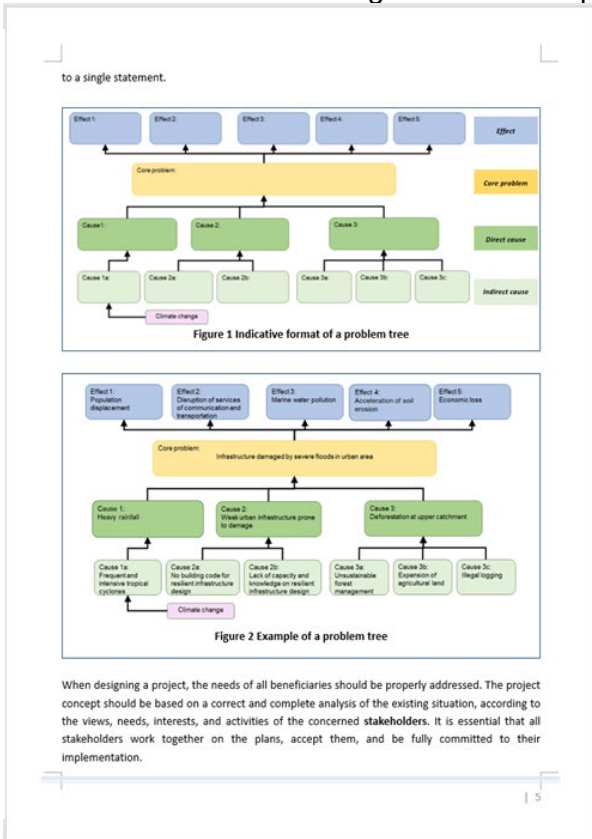 to a single statement.
Effect 1:
Effect 2:
Effect 3:
Effect 4:
Effect 5:
Effect
Core problem:
Core problem
Cause1:
Cause 2:
Cause 3:
Direct cause
Cause 1a:
Cause 2a:
Cause 2b:
Cause 3a:
Cause 3b:
Cause 3c:
Indirect cause
Climate change
Figure 1 Indicative format of a problem tree
Effect 1:
Population
displacement
Effect 2:
Disruption of services
of communication and
transportation
Effect 3:
Marine water pollution
Effect 4:
Acceleration of soil
erosion
Effect 5:
Economic loss
Core problem:
Infrastructure damaged by severe floods in urban area
Cause 1:
Heavy rainfall
Cause 2:
Weak urban infrastructure prone
to damage
Cause 3:
Deforestation at upper catchment
Cause 1a:
Frequent and
intensive tropical
cyclones
Cause 2a:
No building code for
resilient infrastructure
design
Cause 2b:
Lack of capacity and
knowledge on resilient
infrastructure design
Cause 3a:
Unsustainable
forest
management
Cause 3b:
Expansion of
agricultural land
Cause 3c:
Illegal logging
Climate change
Figure 2 Example of a problem tree
When designing a project, the needs of all beneficiaries should be properly addressed. The project
concept should be based on a correct and complete analysis of the existing situation, according to
the views, needs, interests, and activities of the concerned stakeholders. It is essential that all
stakeholders work together on the plans, accept them, and be fully committed to their
implementation.
| 5